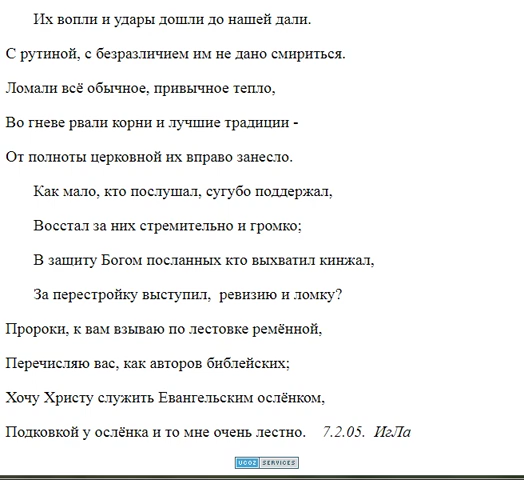 Их вопли и удары дошли до нашей дали.
С рутиной, с безразличием им не дано смириться.
Ломали всё обычное, привычное тепло,
Во гневе рвали корни и лучшие традиции -
От полноты церковной их вправо занесло.
Как мало, кто послушал, сугубо поддержал,
Восстал за них стремительно и громко;
В защиту Богом посланных кто выхватил кинжал,
За перестройку выступил, ревизию и ломку?
Пророки, к вам взываю по лестовке ремённой,
Перечисляю вас, как авторов библейских;
Хочу Христу служить Евангельским ослёнком,
Подковкой у ослёнка и то мне очень лестно. 7.2.05. ИгЛа
UCOZ SERVICES